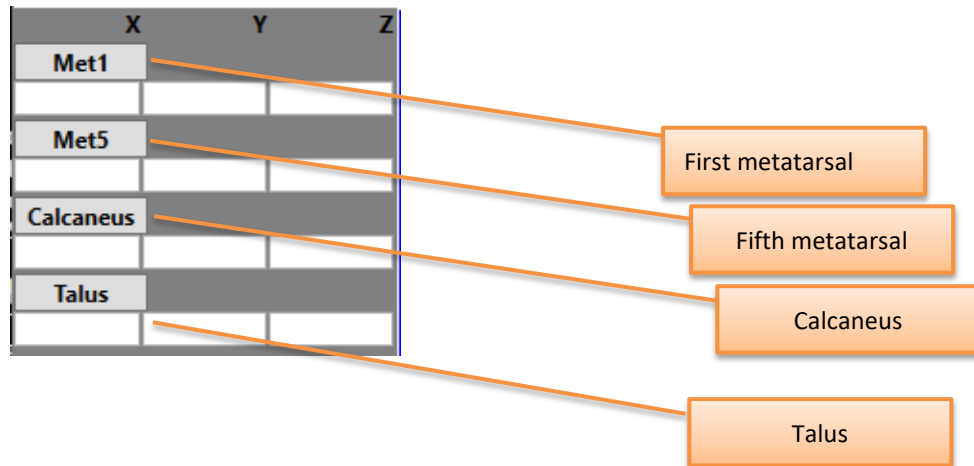 X Y Z
Met1
Met5
Calcaneus
Talus
First metatarsal
Fifth metatarsal
Calcaneus
Talus